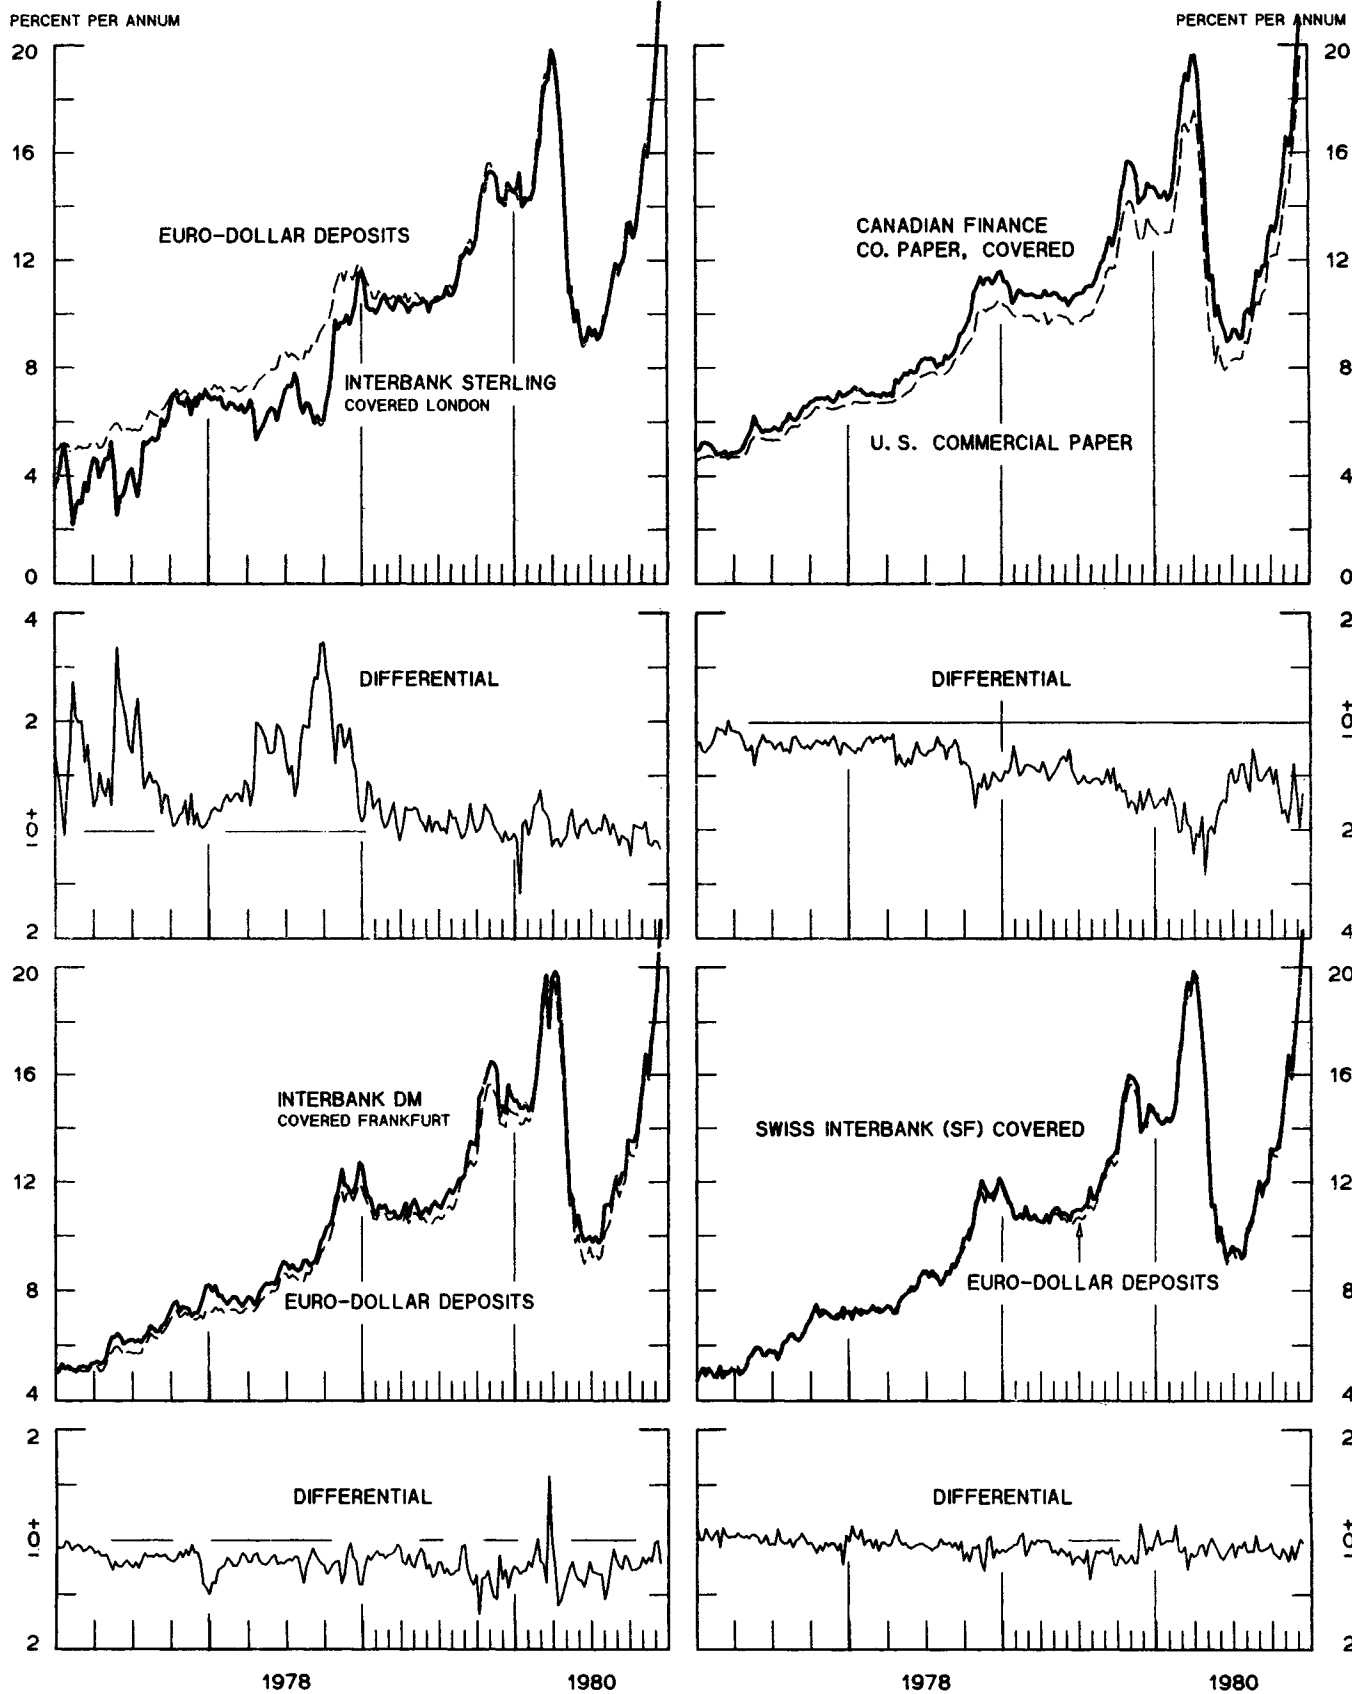 PERCENT PER ANNUM
PERCENT PER ANNUM
20
16
12
8
4
0
EURO-DOLLAR DEPOSITS
INTERBANK STERLING
COVERED LONDON
CANADIAN FINANCE
CO. PAPER, COVERED
U. S. COMMERCIAL PAPER
20
16
12
8
4
0
4
2
+
0
−
2
DIFFERENTIAL
DIFFERENTIAL
2
+
0
−
2
4
20
16
12
8
4
INTERBANK DM
COVERED FRANKFURT
EURO-DOLLAR DEPOSITS
SWISS INTERBANK (SF) COVERED
EURO-DOLLAR DEPOSITS
20
16
12
8
4
2
+
0
−
2
DIFFERENTIAL
DIFFERENTIAL
2
+
0
−
2
1978
1980
1978
1980